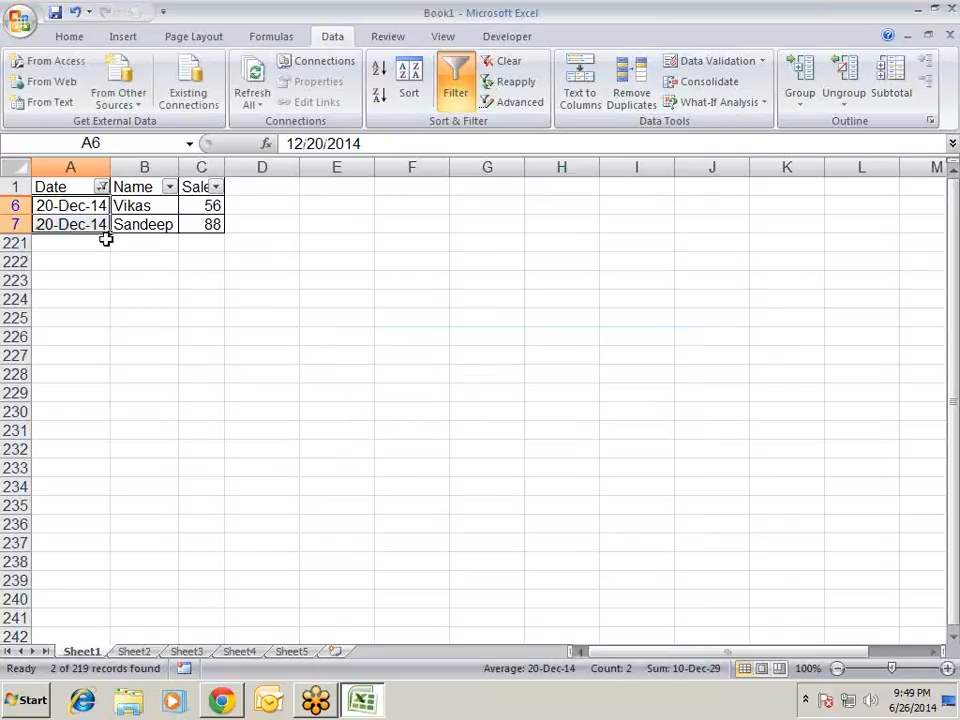 Book1 - Microsoft Excel
Home Insert Page Layout Formulas Data Review View Developer
From Access
From Web
From Text
From Other Sources
Existing Connections
Get External Data
Refresh All
Connections
Properties
Edit Links
Connections
Sort
Filter
Clear
Reapply
Advanced
Sort & Filter
Text to Columns
Remove Duplicates
Data Validation
Consolidate
What-If Analysis
Data Tools
Group
Ungroup
Subtotal
Outline
A6 fx 12/20/2014
A B C D E F G H I J K L M
1 Date Name Sale
6 20-Dec-14 Vikas 56
7 20-Dec-14 Sandeep 88
221
222
223
224
225
226
227
228
229
230
231
232
233
234
235
236
237
238
239
240
241
242
Sheet1 Sheet2 Sheet3 Sheet4 Sheet5
Ready 2 of 219 records found Average: 20-Dec-14 Count: 2 Sum: 10-Dec-29 100%
Start 9:49 PM
6/26/2014